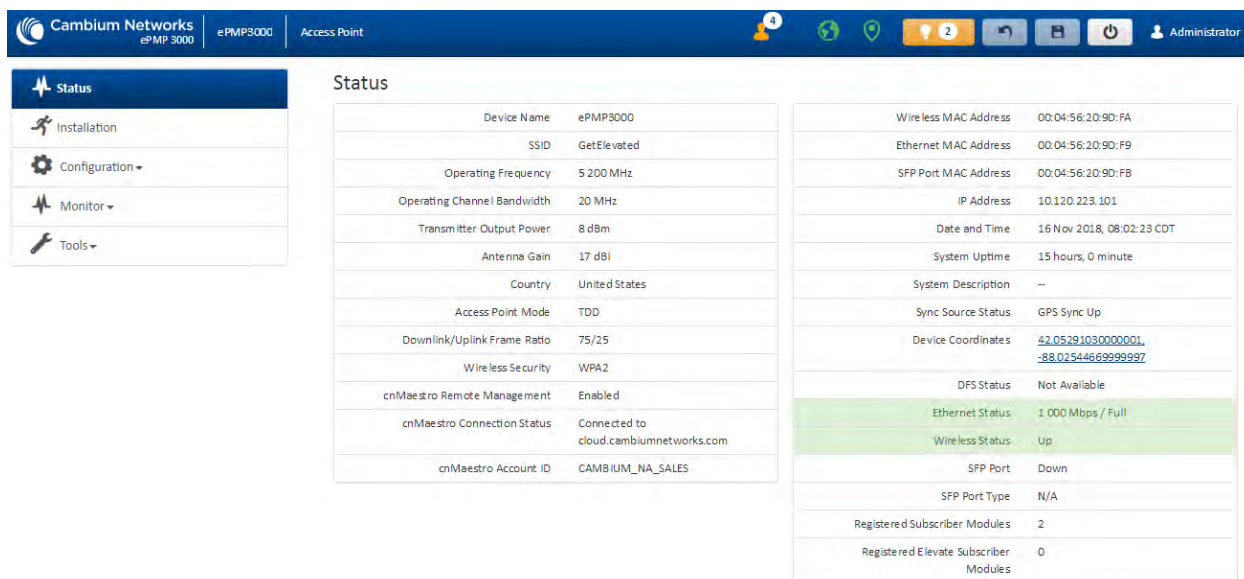 Cambium Networks
ePMP 3000
ePMP3000
Access Point
4
2
Administrator
Status
Installation
Configuration
Monitor
Tools
Status
Device Name ePMP3000
SSID GetElevated
Operating Frequency 5 200 MHz
Operating Channel Bandwidth 20 MHz
Transmitter Output Power 8 dBm
Antenna Gain 17 dBi
Country United States
Access Point Mode TDD
Downlink/Uplink Frame Ratio 75/25
Wireless Security WPA2
cnMaestro Remote Management Enabled
cnMaestro Connection Status Connected to
cloud.cambiumnetworks.com
cnMaestro Account ID CAMBIUM_NA_SALES
Wireless MAC Address 00:04:56:20:9D:FA
Ethernet MAC Address 00:04:56:20:9D:F9
SFP Port MAC Address 00:04:56:20:9D:FB
IP Address 10.120.223.101
Date and Time 16 Nov 2018, 08:02:23 CDT
System Uptime 15 hours, 0 minute
System Description --
Sync Source Status GPS Sync Up
Device Coordinates 42.05291030000001,
-88.02544669999997
DFS Status Not Available
Ethernet Status 1 000 Mbps / Full
Wireless Status Up
SFP Port Down
SFP Port Type N/A
Registered Subscriber Modules 2
Registered Elevate Subscriber 0
Modules